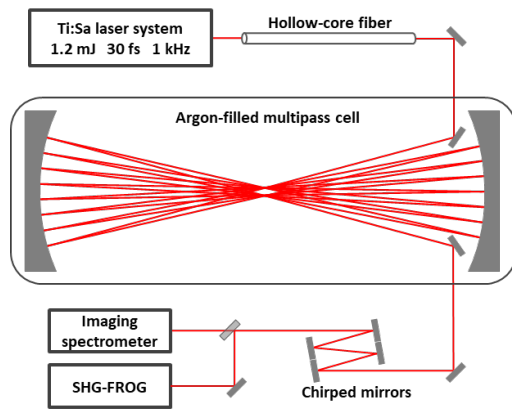 Ti:Sa laser system
1.2 mJ 30 fs 1 kHz
Hollow-core fiber
Argon-filled multipass cell
Imaging
spectrometer
SHG-FROG
Chirped mirrors